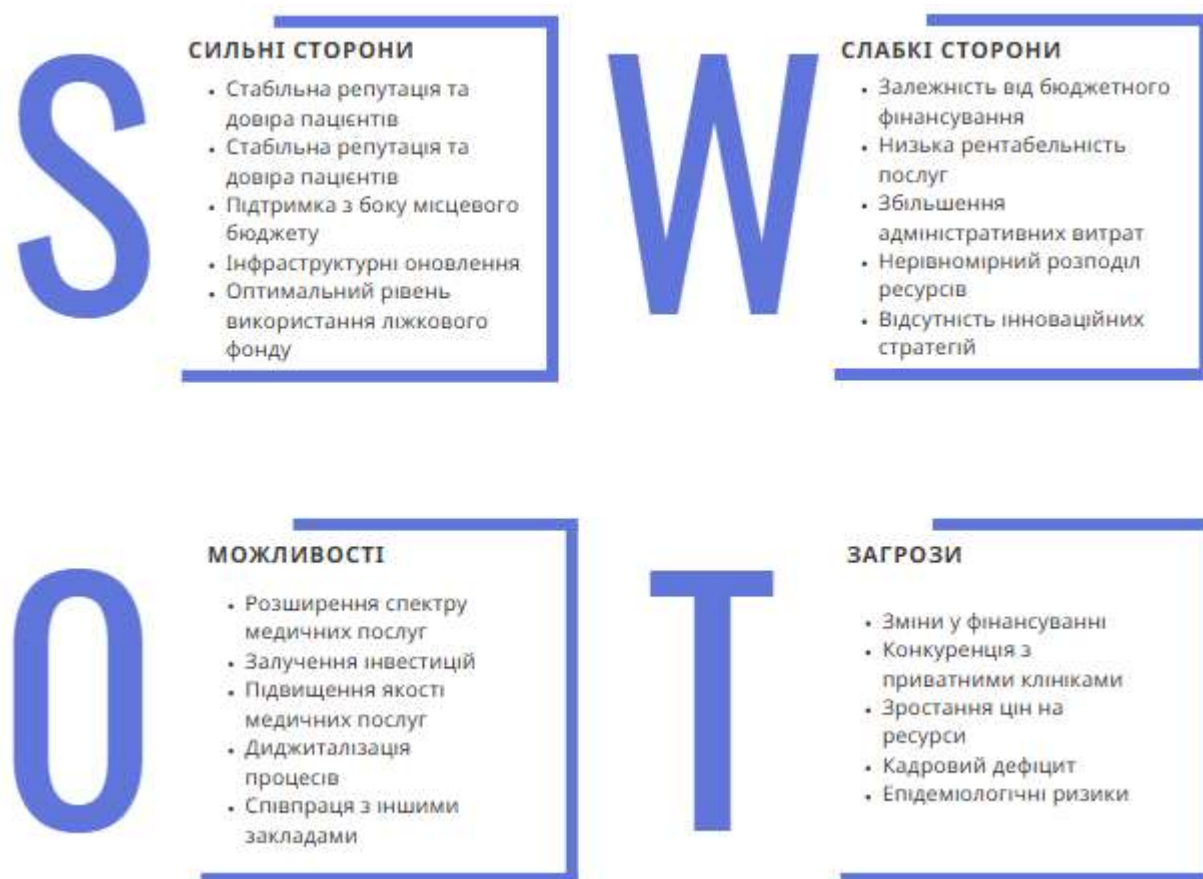 S
СИЛЬНІ СТОРОНИ
• Стабільна репутація та
довіра пацієнтів
• Стабільна репутація та
довіра пацієнтів
• Підтримка з боку місцевого
бюджету
• Інфраструктурні оновлення
• Оптимальний рівень
використання ліжкового
фонду
W
СЛАБКІ СТОРОНИ
• Залежність від бюджетного
фінансування
• Низька рентабельність
послуг
• Збільшення
адміністративних витрат
• Нерівномірний розподіл
ресурсів
• Відсутність інноваційних
стратегій
O
МОЖЛИВОСТІ
• Розширення спектру
медичних послуг
• Залучення інвестицій
• Підвищення якості
медичних послуг
• Диджиталізація
процесів
• Співпраця з іншими
закладами
T
ЗАГРОЗИ
• Зміни у фінансуванні
• Конкуренція з
приватними клініками
• Зростання цін на
ресурси
• Кадровий дефіцит
• Епідеміологічні ризики